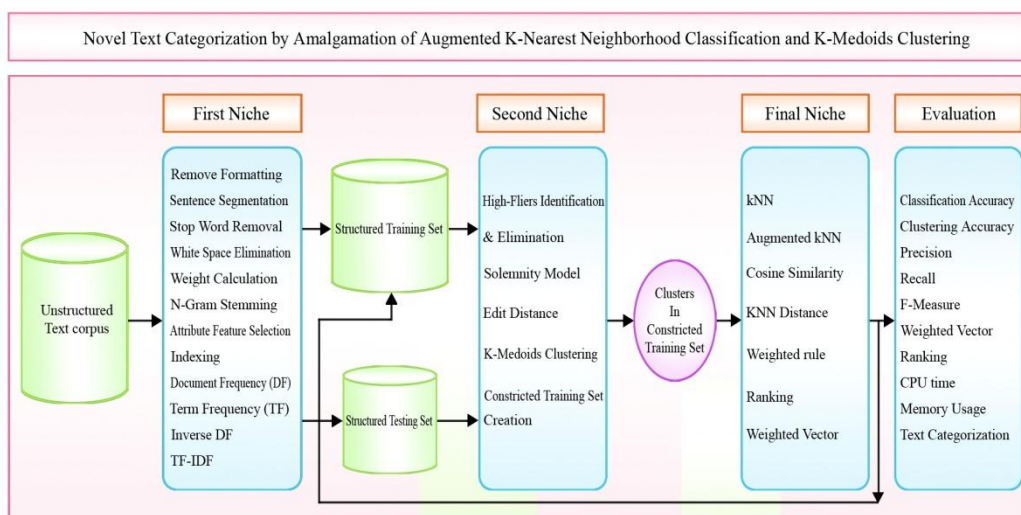 Novel Text Categorization by Amalgamation of Augmented K-Nearest Neighborhood Classification and K-Medoids Clustering
First Niche
Second Niche
Final Niche
Evaluation
Unstructured
Text corpus
Remove Formatting
Sentence Segmentation
Stop Word Removal
White Space Elimination
Weight Calculation
N-Gram Stemming
Attribute Feature Selection
Indexing
Document Frequency (DF)
Term Frequency (TF)
Inverse DF
TF-IDF
Structured Training Set
Structured Testing Set
High-Fliers Identification
& Elimination
Solemnity Model
Edit Distance
K-Medoids Clustering
Constricted Training Set
Creation
Clusters
In
Constricted
Training Set
kNN
Augmented kNN
Cosine Similarity
KNN Distance
Weighted rule
Ranking
Weighted Vector
Classification Accuracy
Clustering Accuracy
Precision
Recall
F-Measure
Weighted Vector
Ranking
CPU time
Memory Usage
Text Categorization